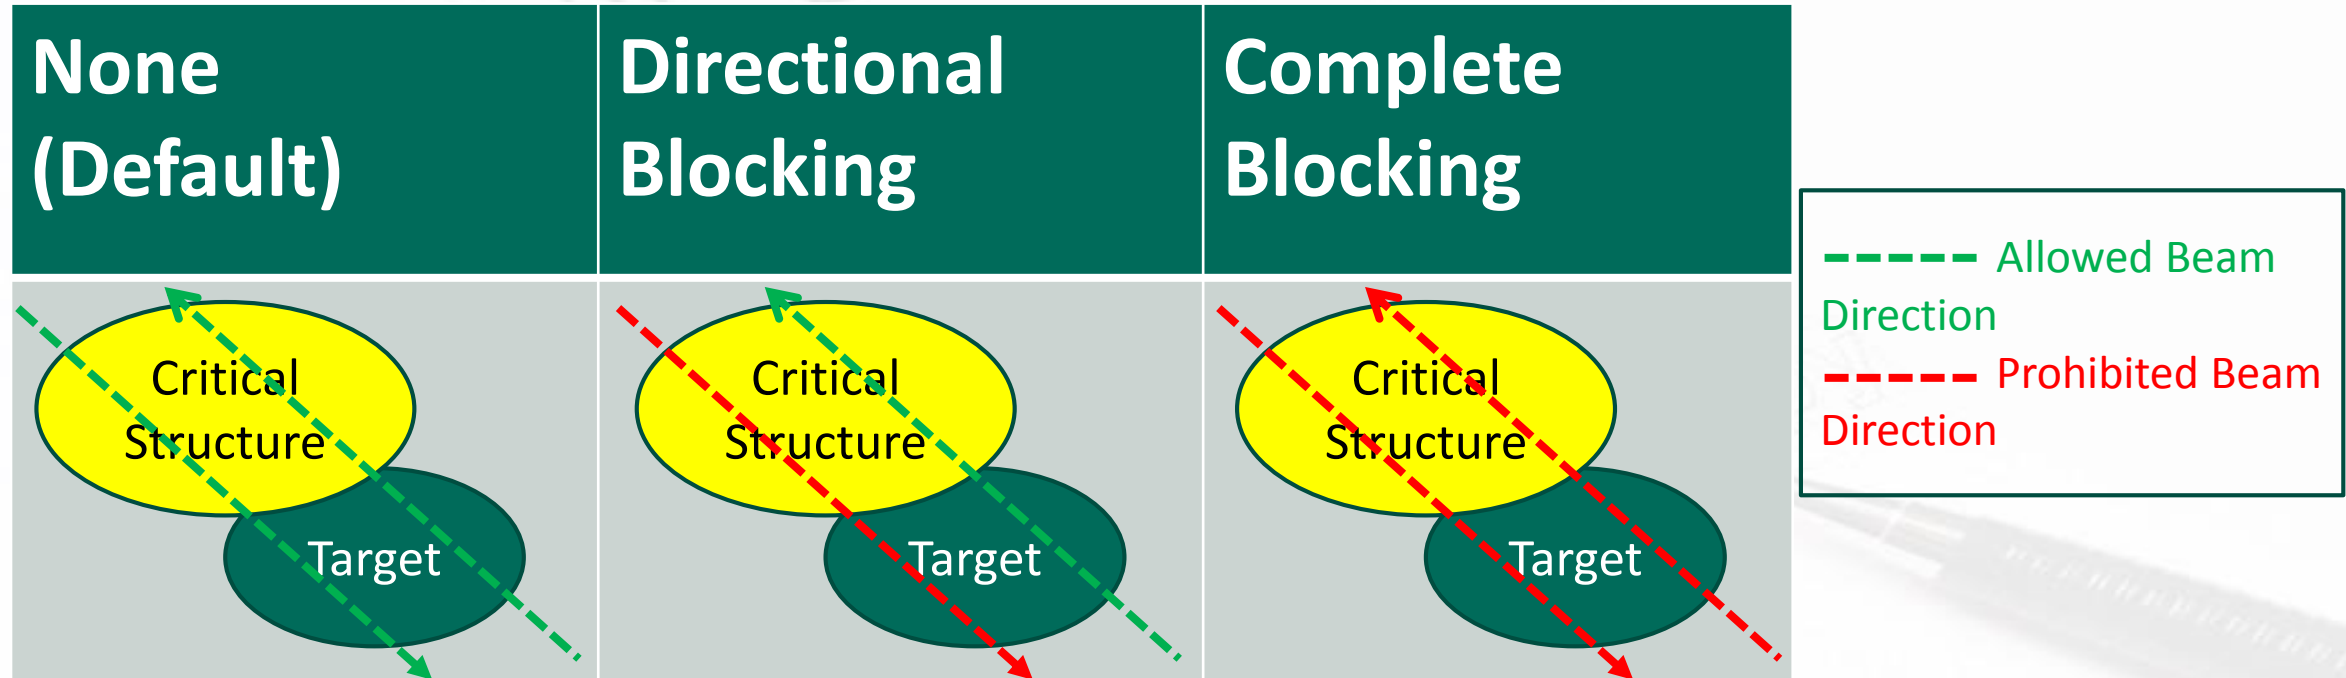 None
(Default)
Directional
Blocking
Complete
Blocking
Critical
Structure
Target
Critical
Structure
Target
Critical
Structure
Target
Allowed Beam
Direction
Prohibited Beam
Direction